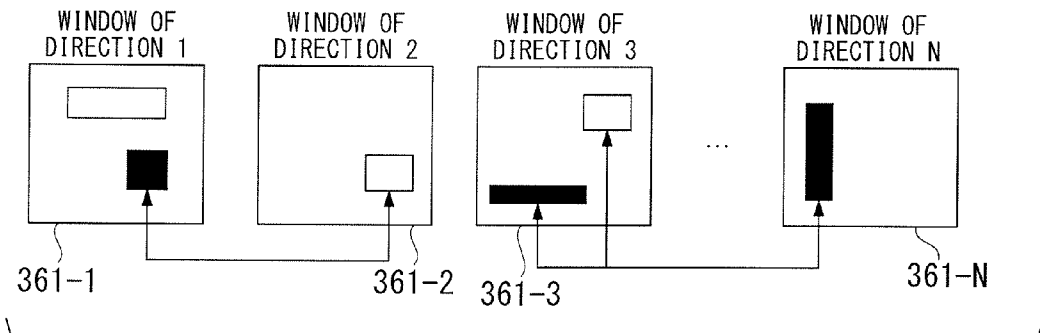 WINDOW OF
DIRECTION 1
WINDOW OF
DIRECTION 2
WINDOW OF
DIRECTION 3
WINDOW OF
DIRECTION N
...
361-1
361-2
361-3
361-N